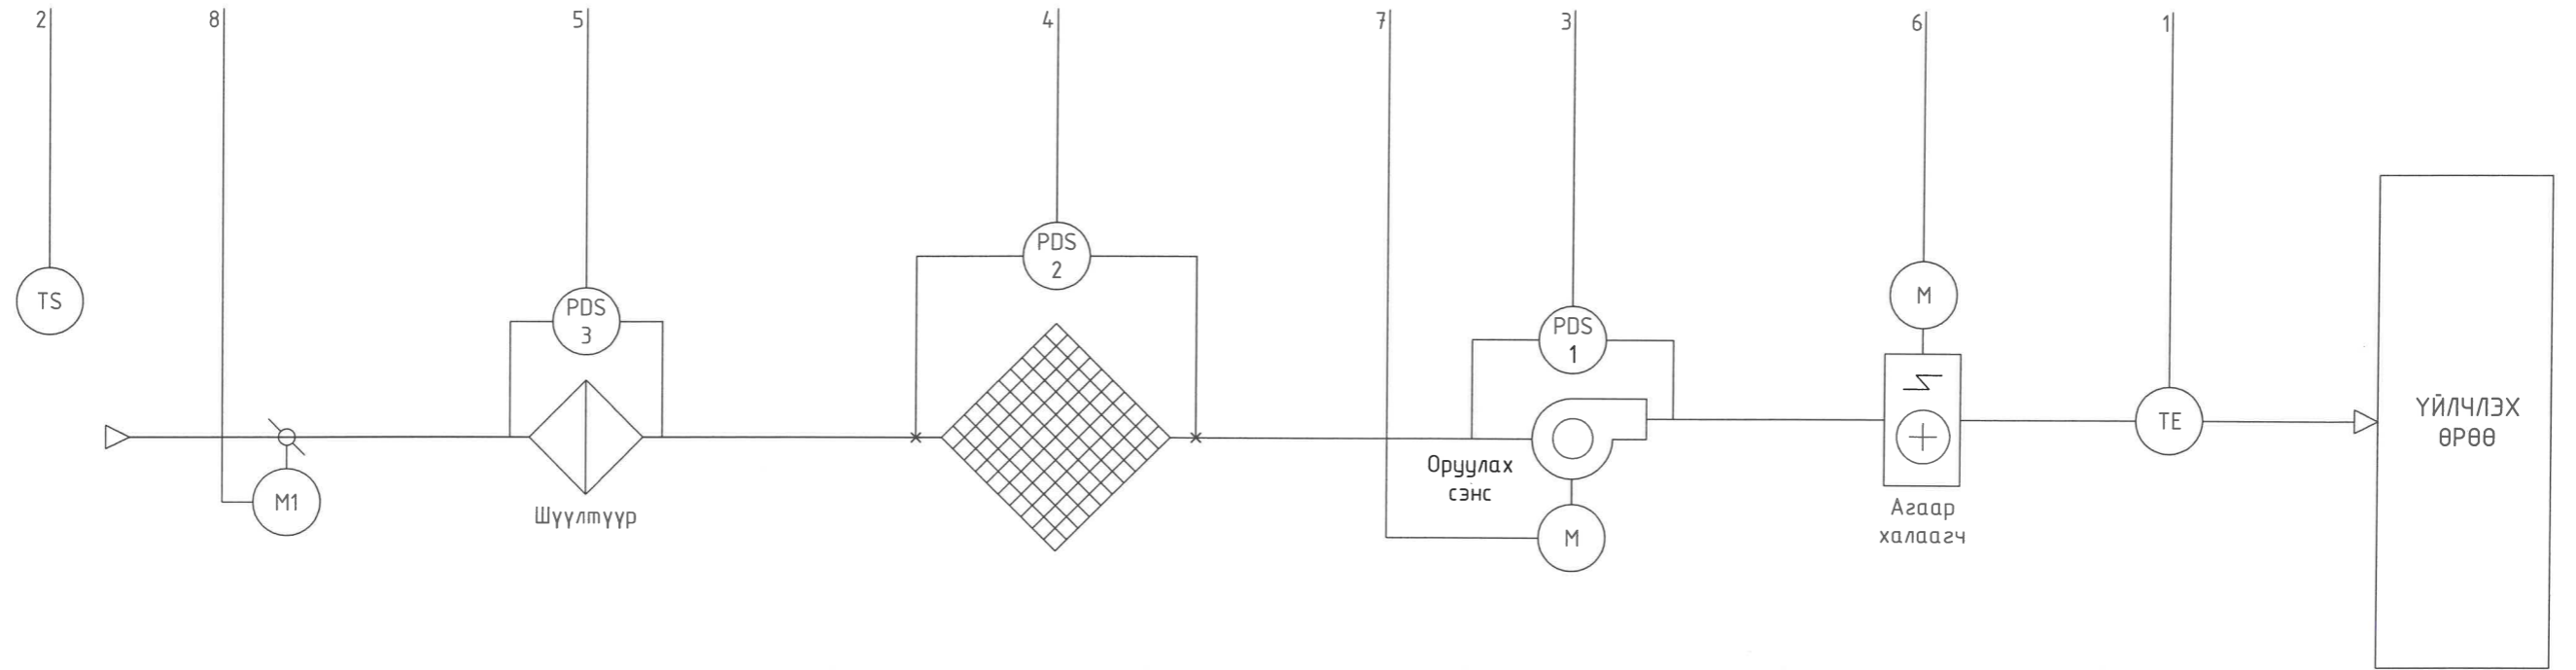 2
8
5
4
7
3
6
1
TS
PDS
3
PDS
2
PDS
1
M
TE
M1
M
Шүүлтүүр
Оруулах
сэнс
Агаар
халаагч
ҮЙЛЧЛЭХ
ӨРӨӨ